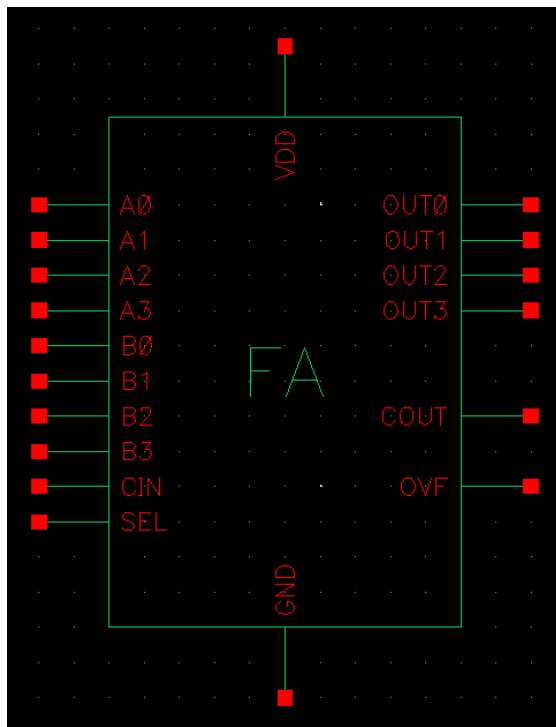 VDD
A0 OUT0
A1 OUT1
A2 OUT2
A3 OUT3
B0
FA
B1
B2 COUT
B3
CIN OVF
SEL
GND